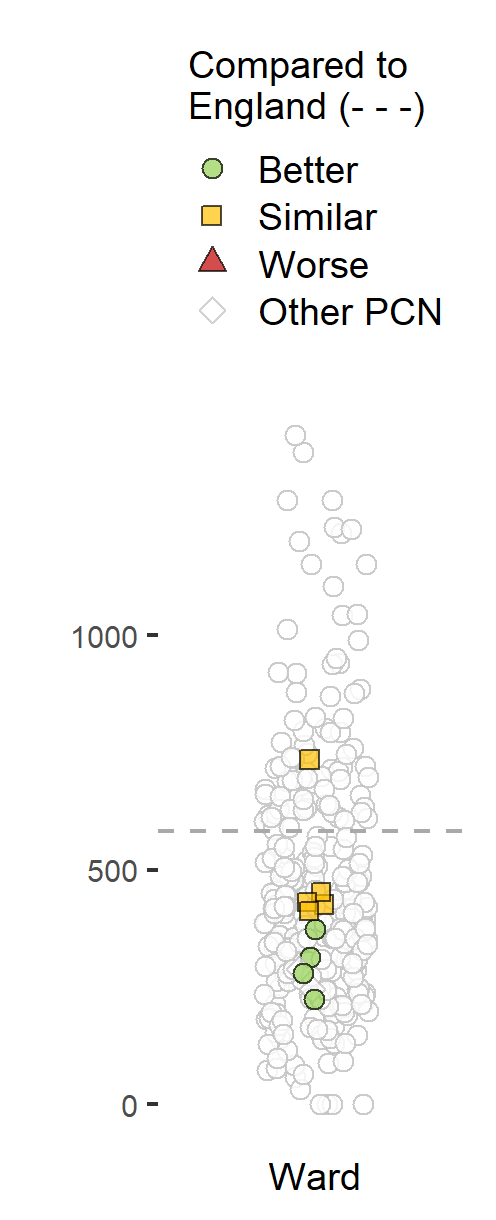 Compared to
England (- - -)
Better
Similar
Worse
Other PCN
1000
500
0
Ward